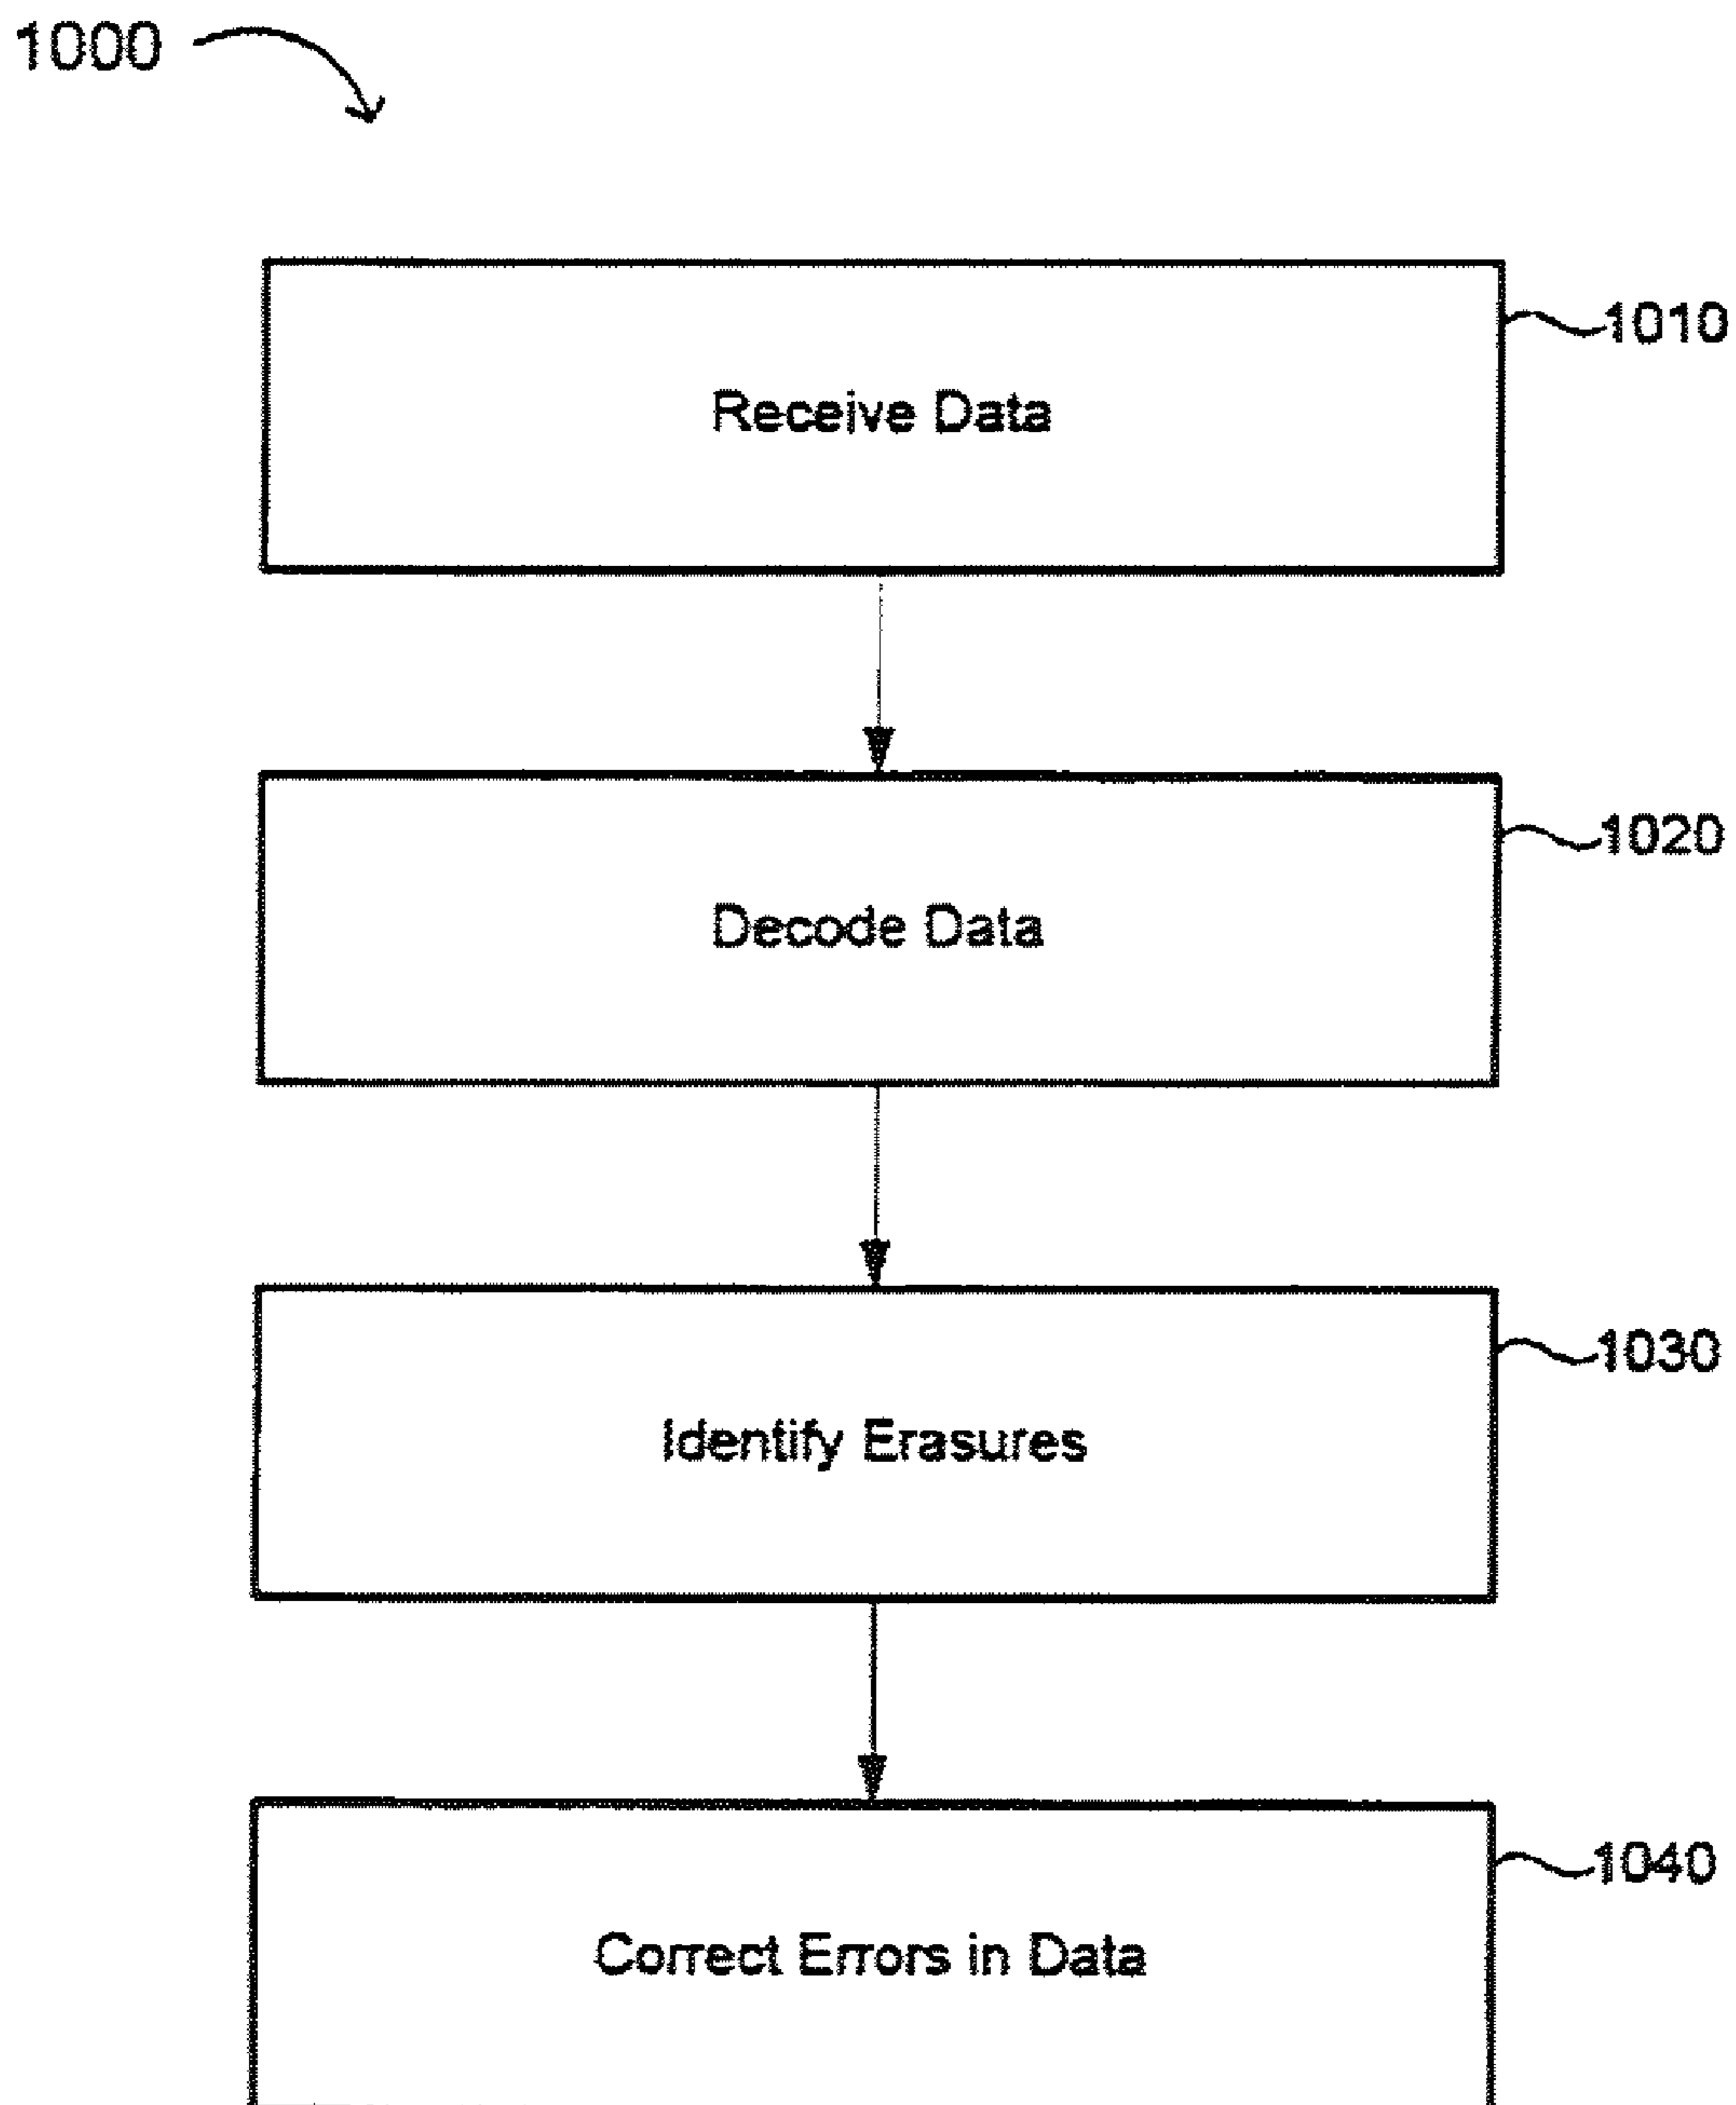 1000
1010
Receive Data
1020
Decode Data
1030
Identify Erasures
1040
Correct Errors in Data